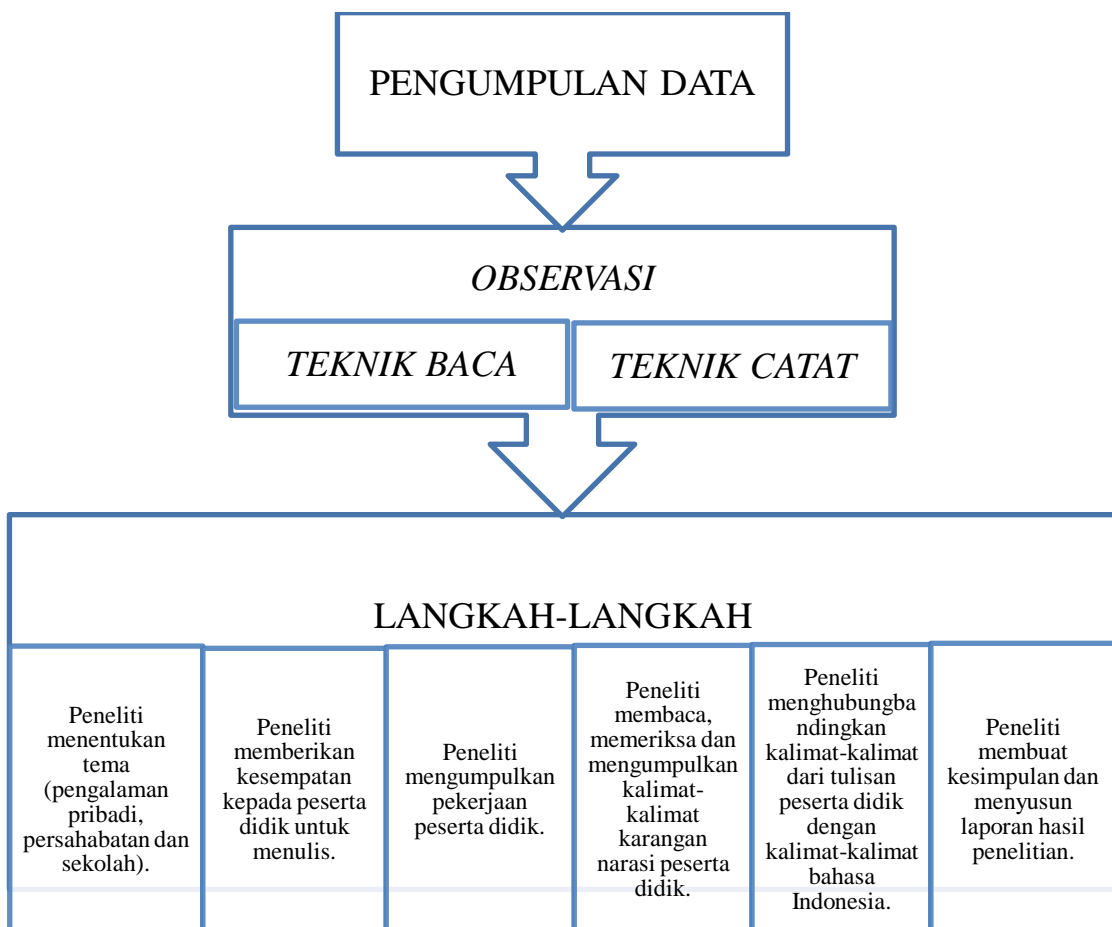 PENGUMPULAN DATA
OBSERVASI
TEKNIK BACA
TEKNIK CATAT
LANGKAH-LANGKAH
Peneliti
menentukan
tema
(pengalaman
pribadi,
persahabatan dan
sekolah).
Peneliti
memberikan
kesempatan
kepada peserta
didik untuk
menulis.
Peneliti
mengumpulkan
pekerjaan
peserta didik.
Peneliti
membaca,
memeriksa dan
mengumpulkan
kalimat-
kalimat
karangan
narasi peserta
didik.
Peneliti
menghubungba
ndingkan
kalimat-kalimat
dari tulisan
peserta didik
dengan
kalimat-kalimat
bahasa
Indonesia.
Peneliti
membuat
kesimpulan dan
menyusun
laporan hasil
penelitian.